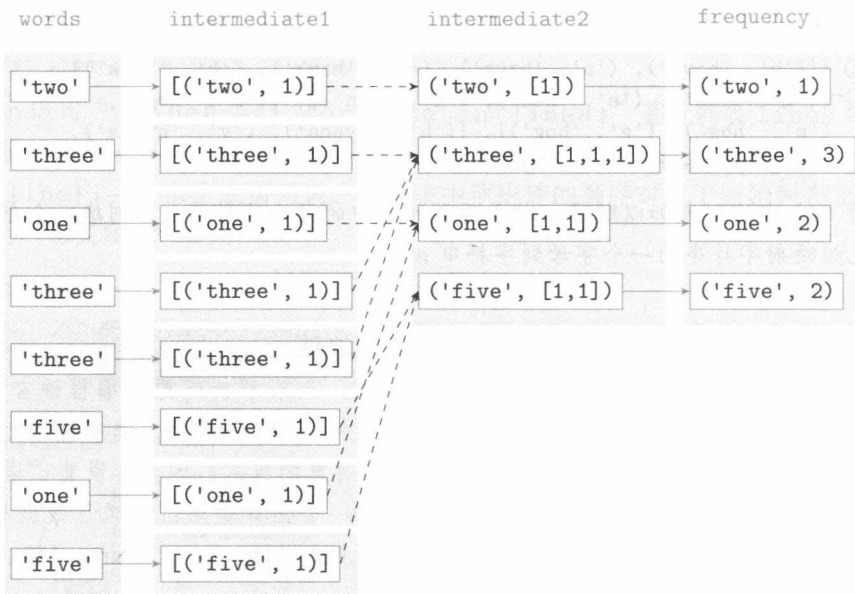 words intermediate1 intermediate2 frequency
'two' [('two', 1)] ('two', [1]) ('two', 1)
'three' [('three', 1)] ('three', [1,1,1]) ('three', 3)
'one' [('one', 1)] ('one', [1,1]) ('one', 2)
'three' [('three', 1)] ('five', [1,1]) ('five', 2)
'three' [('three', 1)]
'five' [('five', 1)]
'one' [('one', 1)]
'five' [('five', 1)]